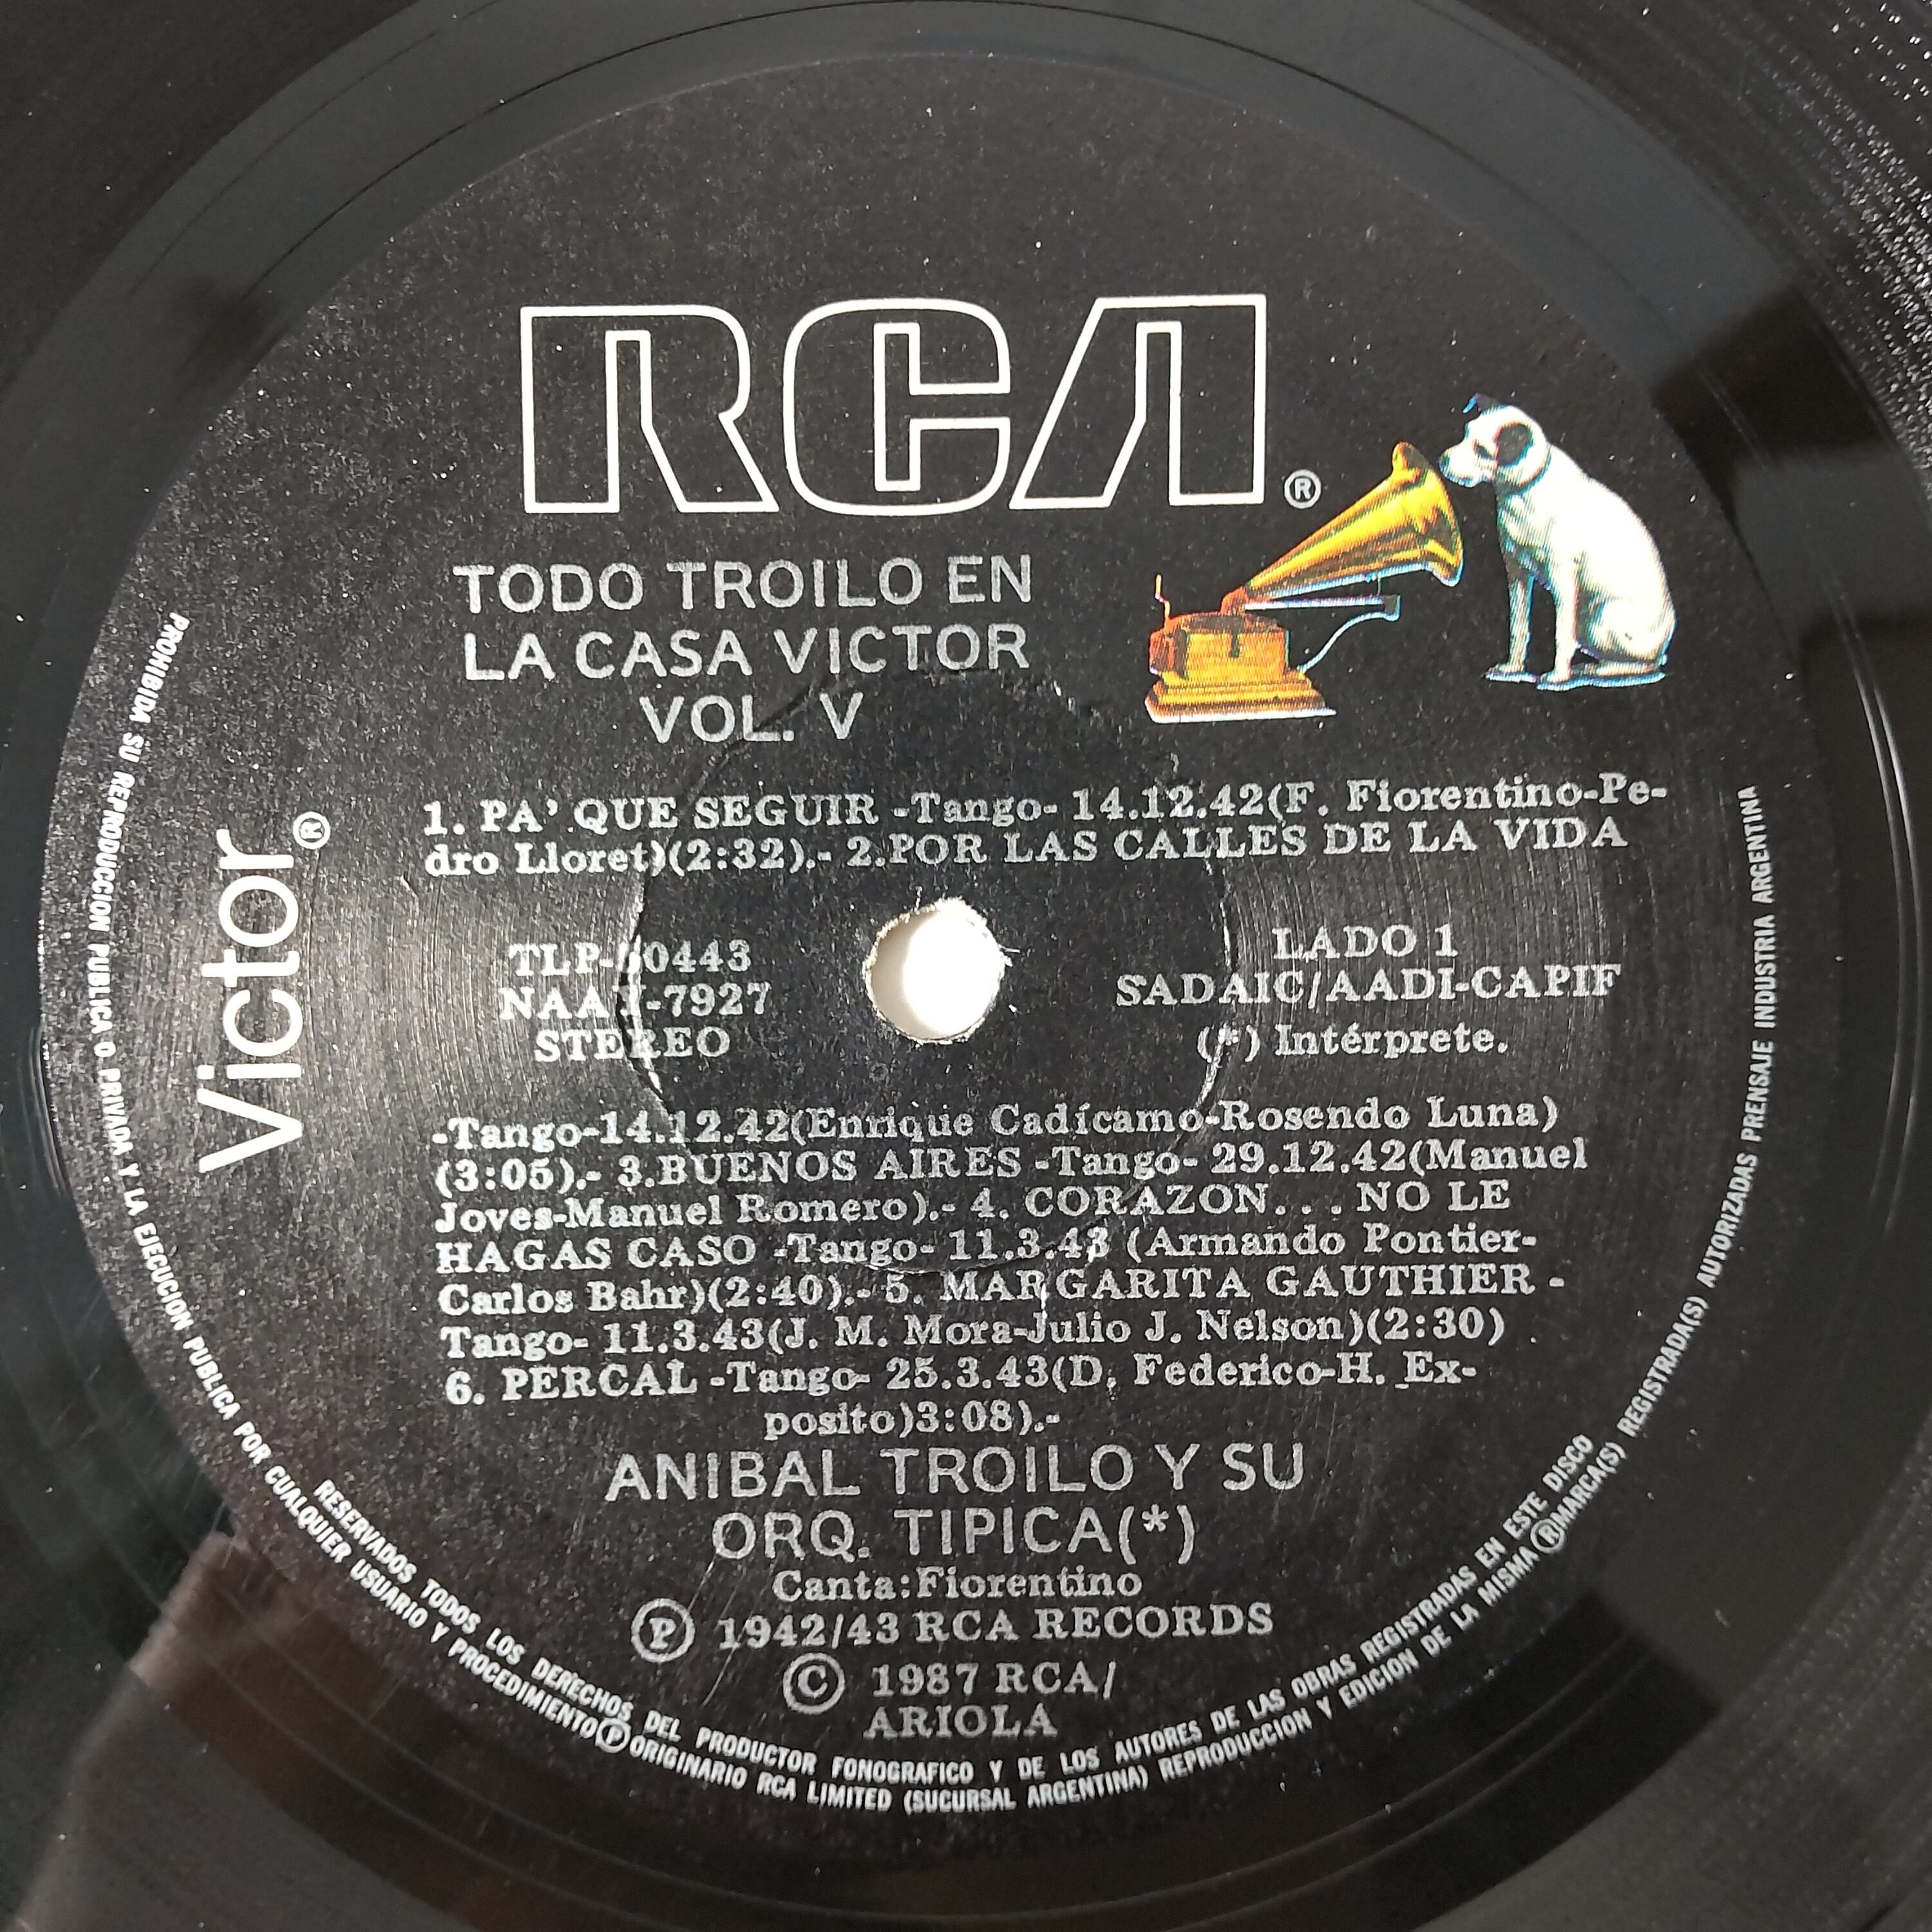 RCA®
TODO TROILO EN
LA CASA VICTOR
VOL. V
Victor®
1. PA' QUE SEGUIR -Tango- 14.12.42(F. Fiorentino-Pe-
dro Lloret)(2:32).- 2.POR LAS CALLES DE LA VIDA
STEREO
LADO 1
SADAIC/AADI-CAPIF
(*) Intérprete.
-Tango-14.12.42(Enrique Cadícamo-Rosendo Luna)
(3:05).- 3.BUENOS AIRES -Tango- 29.12.42(Manuel
Joves-Manuel Romero).- 4. CORAZON... NO LE
HAGAS CASO -Tango- 11.3.43 (Armando Pontier-
Carlos Bahr)(2:40).- 5. MARGARITA GAUTHIER -
Tango- 11.3.43(J. M. Mora-Julio J. Nelson)(2:30)
6. PERCAL -Tango- 25.3.43(D. Federico-H. Ex-
posito)3:08).-
ANIBAL TROILO Y SU
ORQ. TIPICA(*)
Canta:Fiorentino
Ⓟ 1942/43 RCA RECORDS
© 1987 RCA/
ARIOLA
RESERVADOS TODOS LOS DERECHOS DEL PRODUCTOR FONOGRAFICO Y DE LOS AUTORES DE LAS OBRAS REGISTRADAS EN ESTE DISCO
PROHIBIDA SU REPRODUCCION PUBLICA O PRIVADA Y LA EJECUCION PUBLICA POR CUALQUIER USUARIO Y PROCEDIMIENTO Ⓟ ORIGINARIO RCA LIMITED (SUCURSAL ARGENTINA) REPRODUCCION Y EDICION DE LA MISMA ® MARCA(S) REGISTRADA(S) AUTORIZADAS PRENSAJE INDUSTRIA ARGENTINA